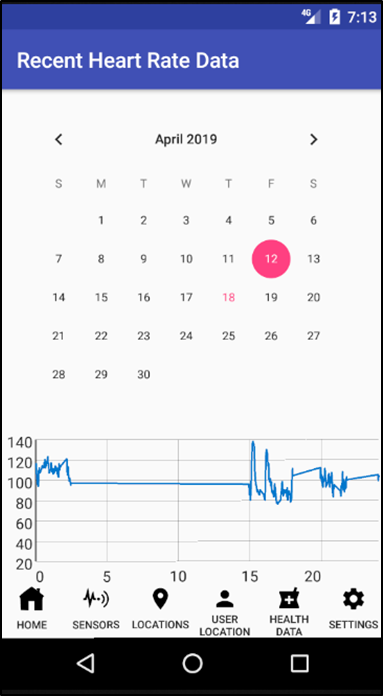 4G 7:13
Recent Heart Rate Data
April 2019
S M T W T F S
1 2 3 4 5 6
7 8 9 10 11 12 13
14 15 16 17 18 19 20
21 22 23 24 25 26 27
28 29 30
140
120
100
80
60
40
20
0 5 10 15 20
HOME SENSORS LOCATIONS USER LOCATION HEALTH DATA SETTINGS